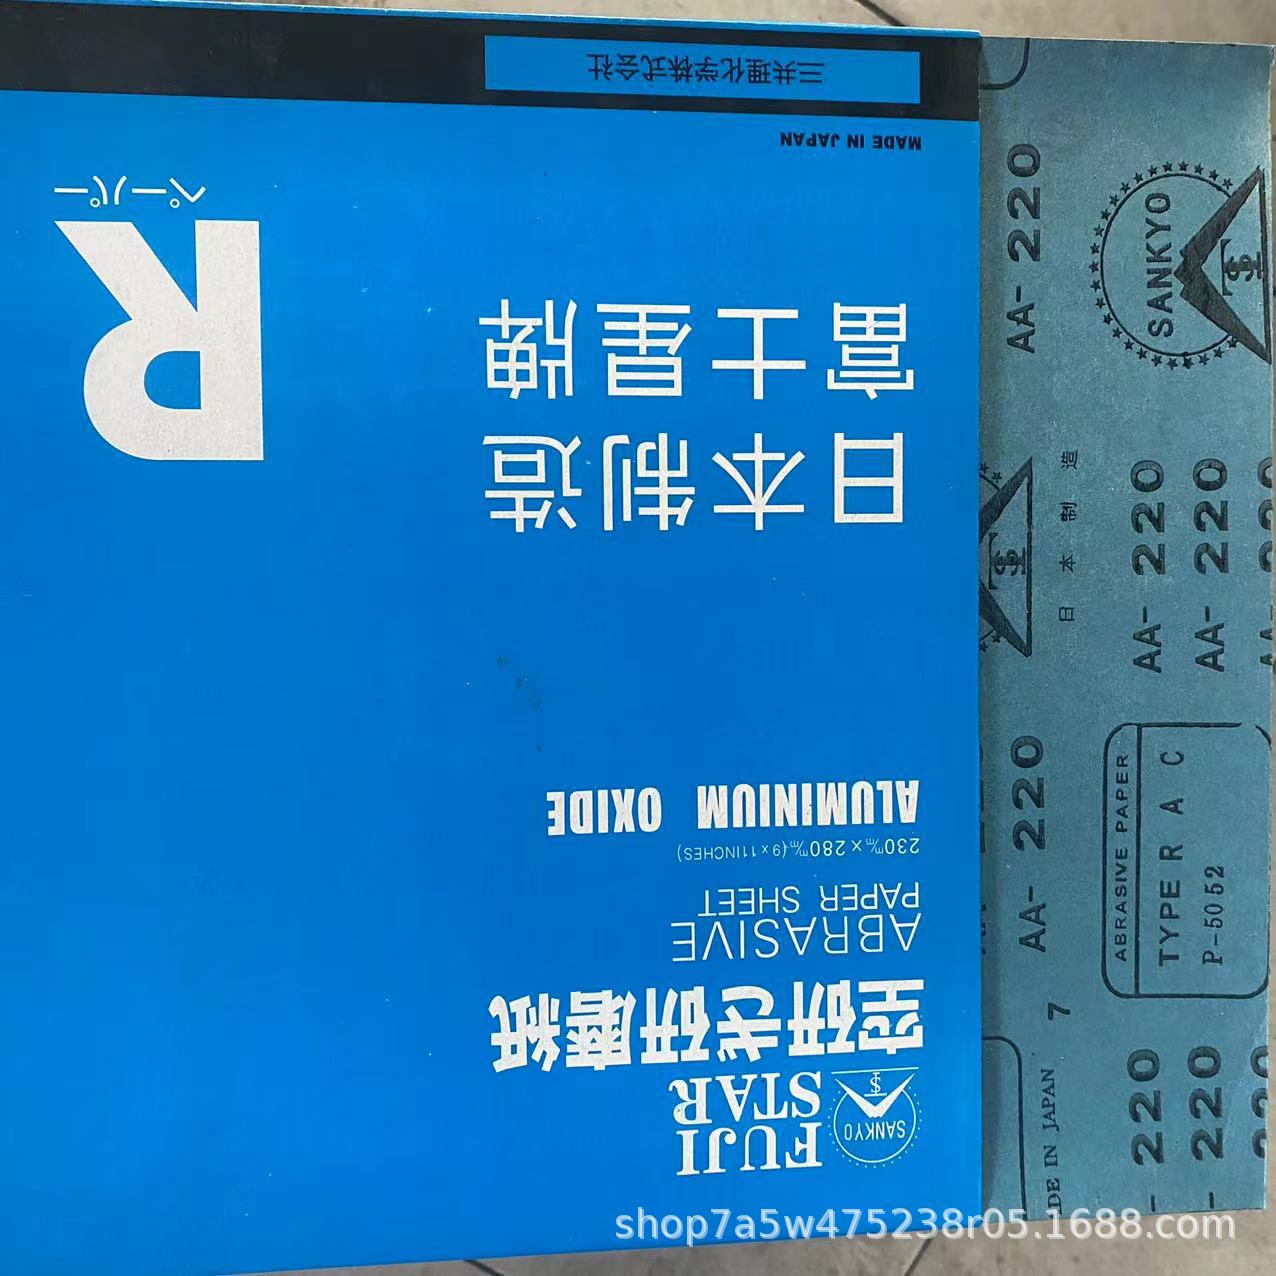 FUJI
STAR
SANKYO
空研ぎ研磨紙
ABRASIVE
PAPER SHEET
230m/m × 280m/m (9 x 11INCHES)
ALUMINIUM OXIDE
日本制造
富士星牌
R
ペーパー
MADE IN JAPAN
三共理化学株式会社
AA- 220
SANKYO
日本制造
AA- 220
AA- 220
AA- 220
ABRASIVE PAPER
TYPE R A C
P-5052
7
DE IN JAPAN
- 220
- 220
shop7a5w475238r05.1688.com